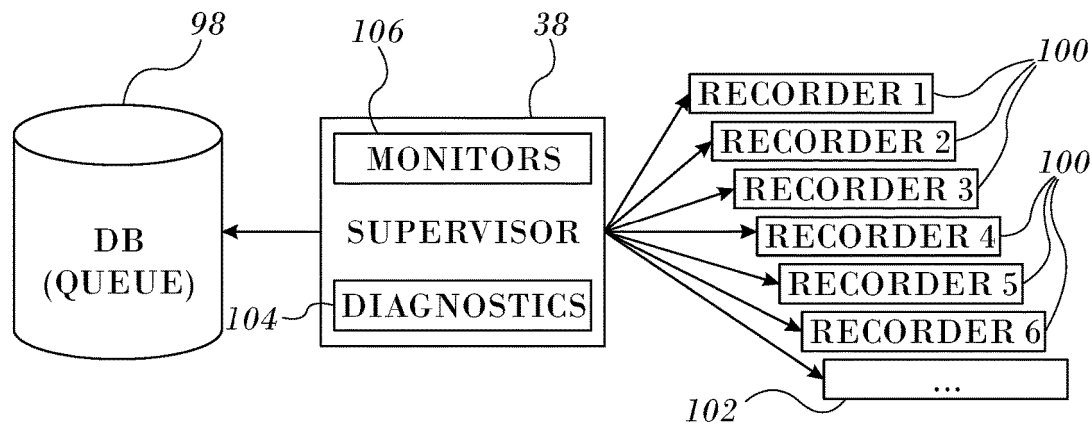 98
106
38
100
RECORDER 1
RECORDER 2
MONITORS
RECORDER 3
100
SUPERVISOR
RECORDER 4
DB
(QUEUE)
RECORDER 5
104
DIAGNOSTICS
RECORDER 6
...
102